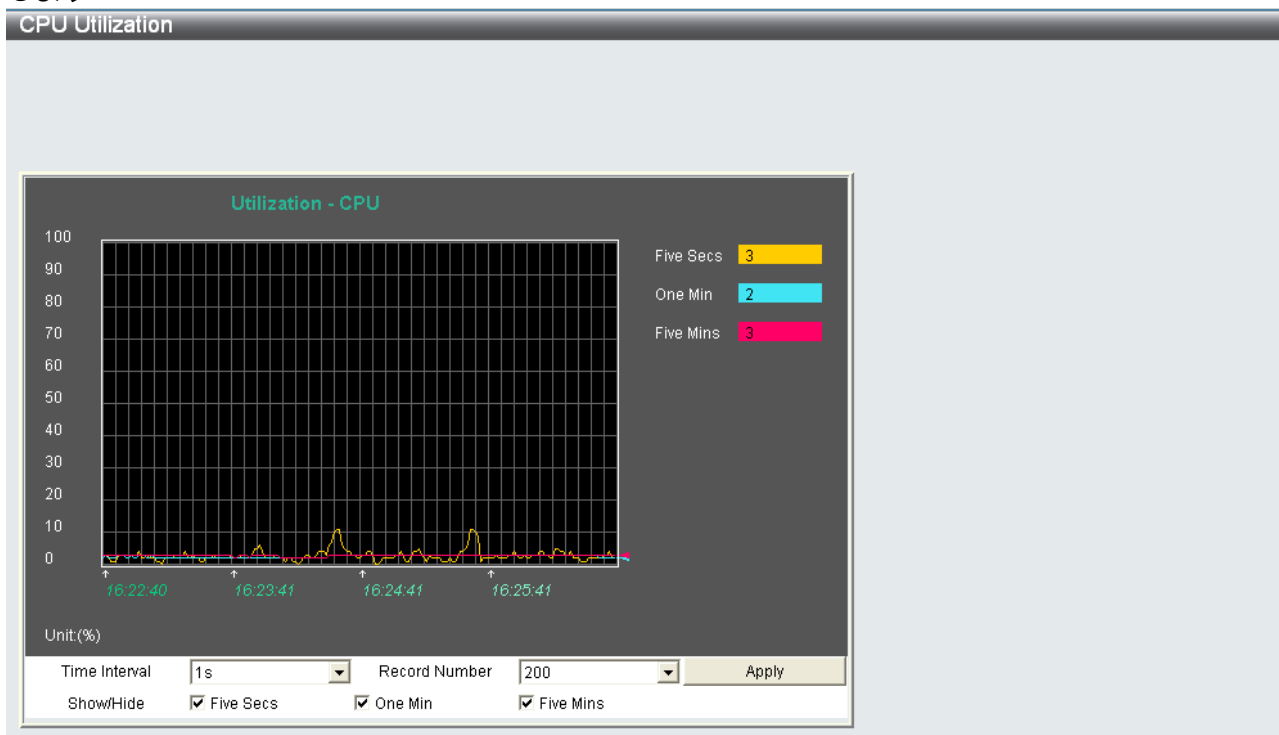 CPU Utilization
Utilization - CPU
100
90
80
70
60
50
40
30
20
10
0
Five Secs 3
One Min 2
Five Mins 3
16:22:40 16:23:41 16:24:41 16:25:41
Unit:(%)
Time Interval 1s Record Number 200 Apply
Show/Hide Five Secs One Min Five Mins